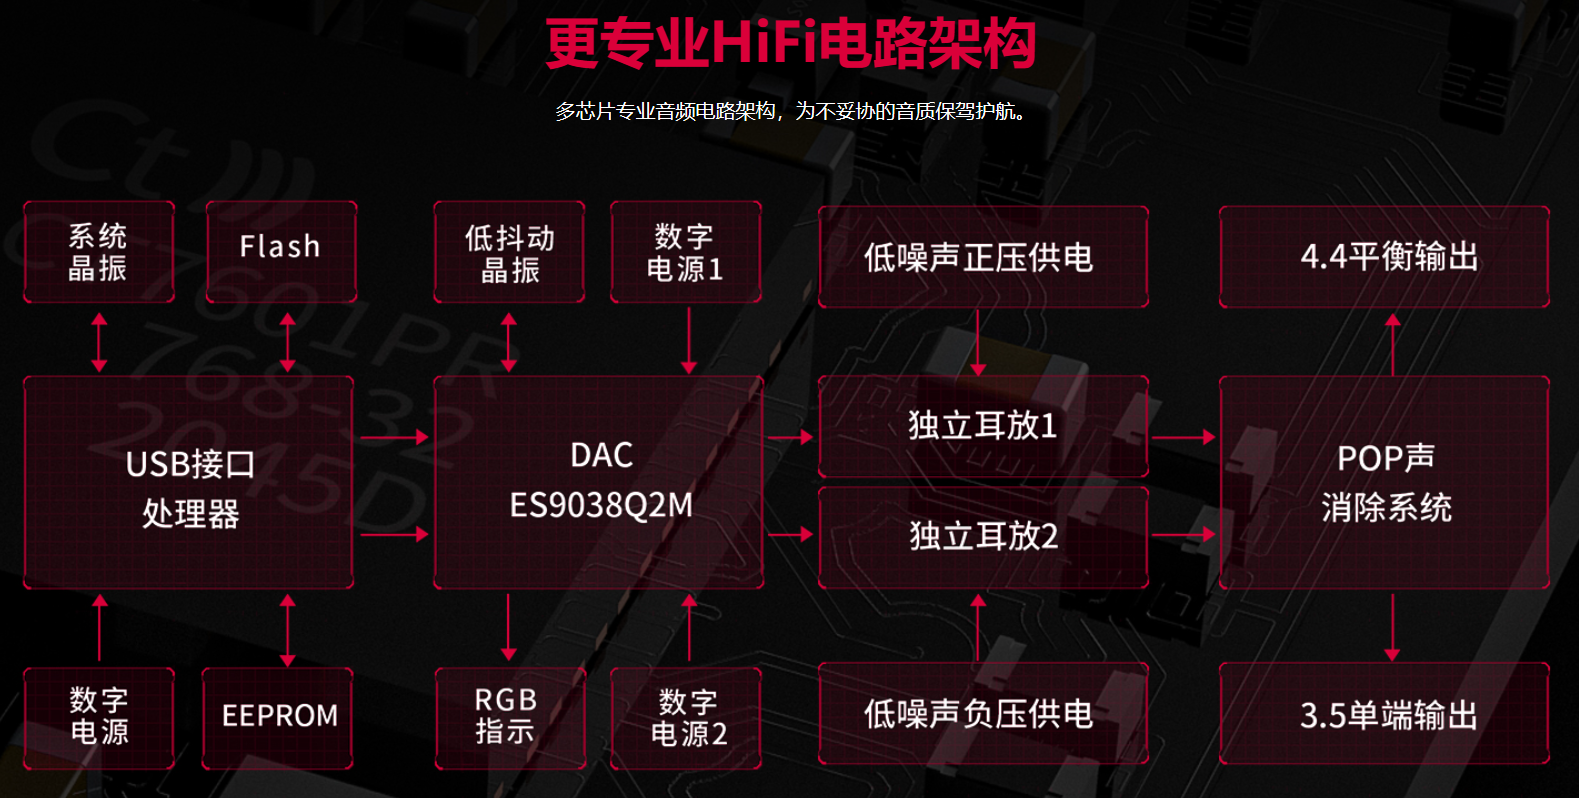 更专业HiFi电路架构
多芯片专业音频电路架构，为不妥协的音质保驾护航。
系统
晶振
Flash
低抖动
晶振
数字
电源1
低噪声正压供电
4.4平衡输出
USB接口
处理器
DAC
ES9038Q2M
独立耳放1
独立耳放2
POP声
消除系统
数字
电源
EEPROM
RGB
指示
数字
电源2
低噪声负压供电
3.5单端输出
Ct
CT7601PR
768-32
2045D